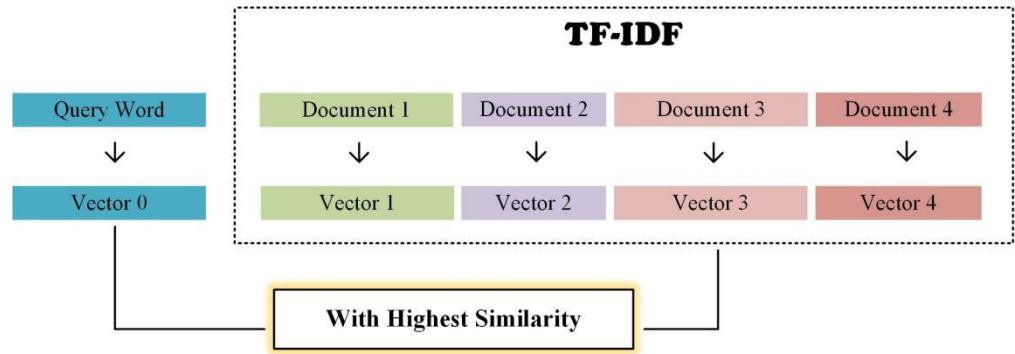 TF-IDF
Query Word
Document 1
Document 2
Document 3
Document 4
Vector 0
Vector 1
Vector 2
Vector 3
Vector 4
With Highest Similarity